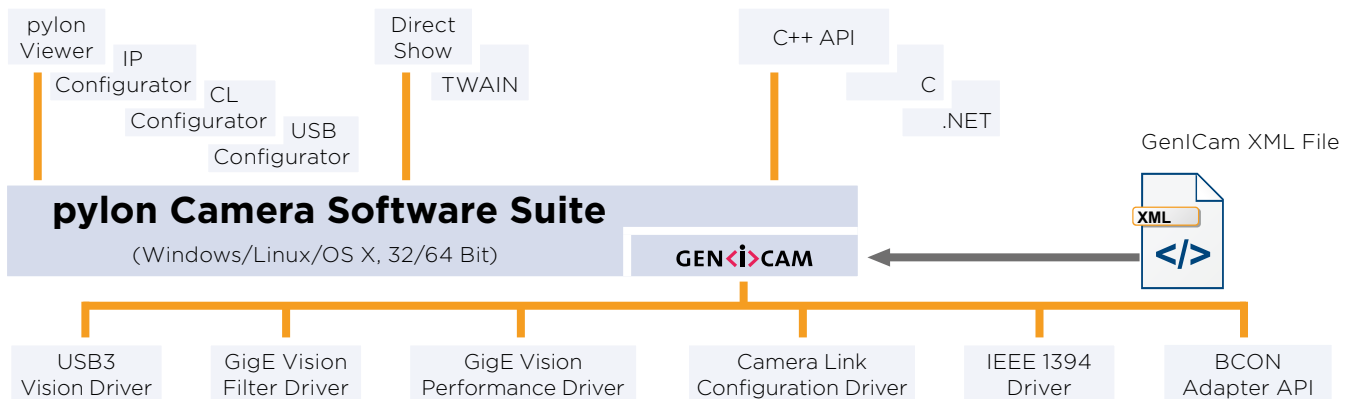 pylon
Viewer
IP
Configurator
CL
Configurator
USB
Configurator
Direct
Show
TWAIN
C++ API
C
.NET
GenICam XML File
XML
</>
pylon Camera Software Suite
(Windows/Linux/OS X, 32/64 Bit)
GEN<i>CAM
USB3
Vision Driver
GigE Vision
Filter Driver
GigE Vision
Performance Driver
Camera Link
Configuration Driver
IEEE 1394
Driver
BCON
Adapter API